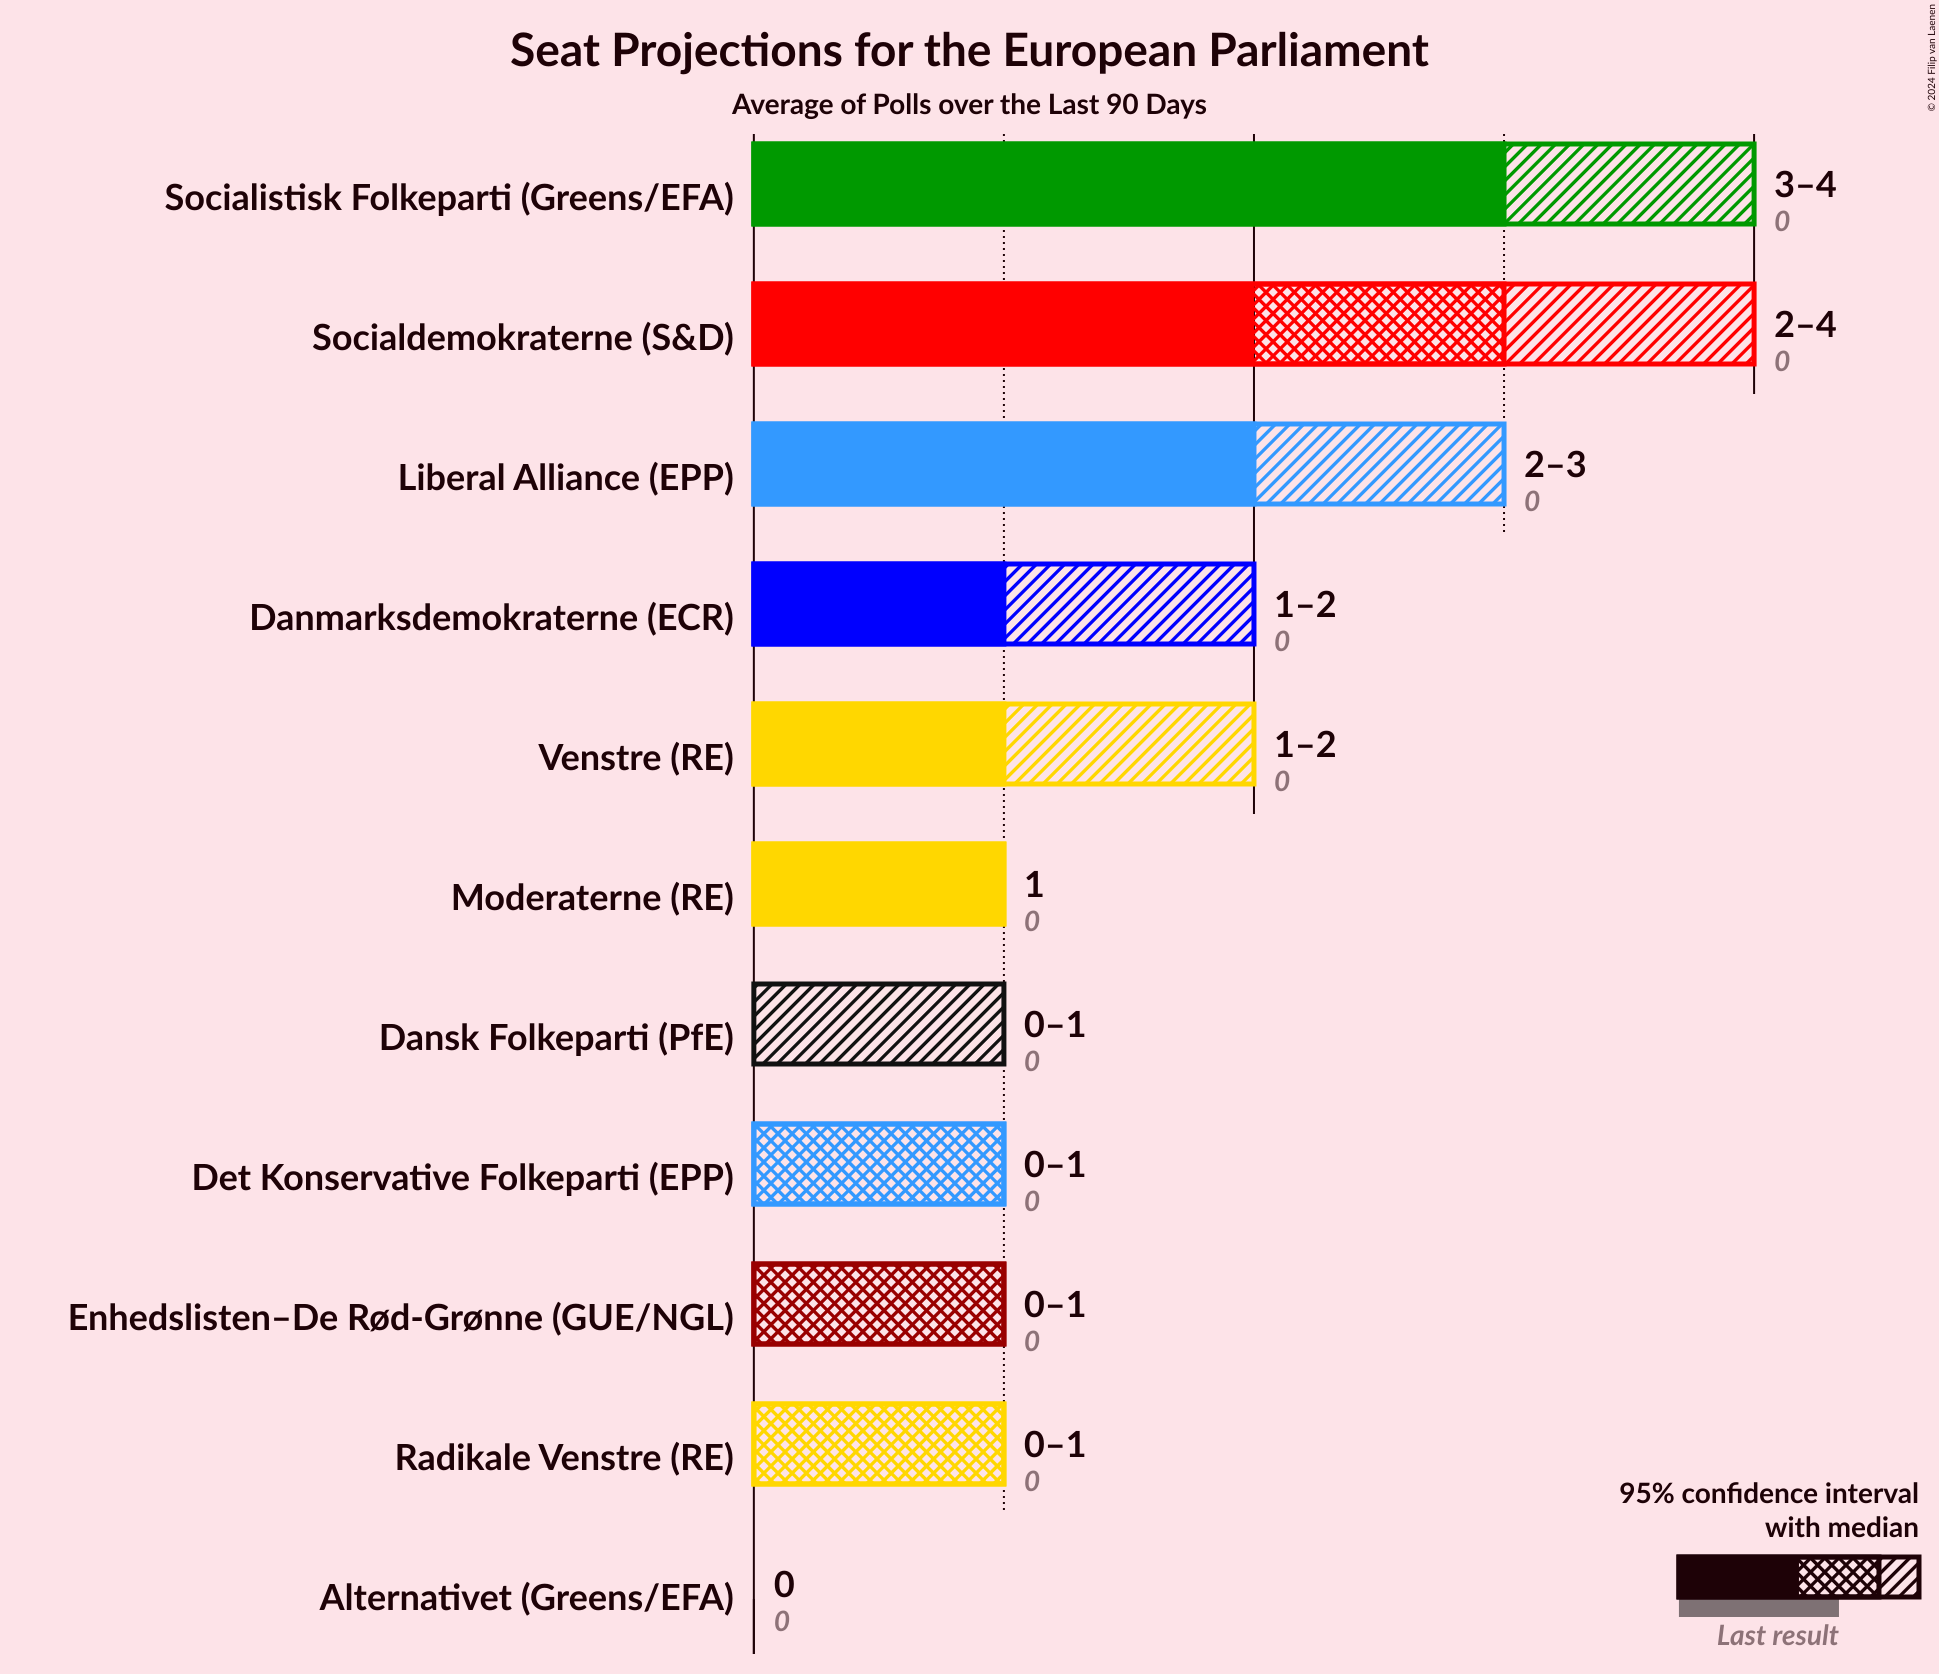 Seat Projections for the European Parliament
Average of Polls over the Last 90 Days
© 2024 Filip van Laenen
Socialistisk Folkeparti (Greens/EFA)
3–4
0
Socialdemokraterne (S&D)
2–4
0
Liberal Alliance (EPP)
2–3
0
Danmarksdemokraterne (ECR)
1–2
0
Venstre (RE)
1–2
0
Moderaterne (RE)
1
0
Dansk Folkeparti (PfE)
0–1
0
Det Konservative Folkeparti (EPP)
0–1
0
Enhedslisten–De Rød-Grønne (GUE/NGL)
0–1
0
Radikale Venstre (RE)
0–1
0
Alternativet (Greens/EFA)
0
0
95% confidence interval
with median
Last result